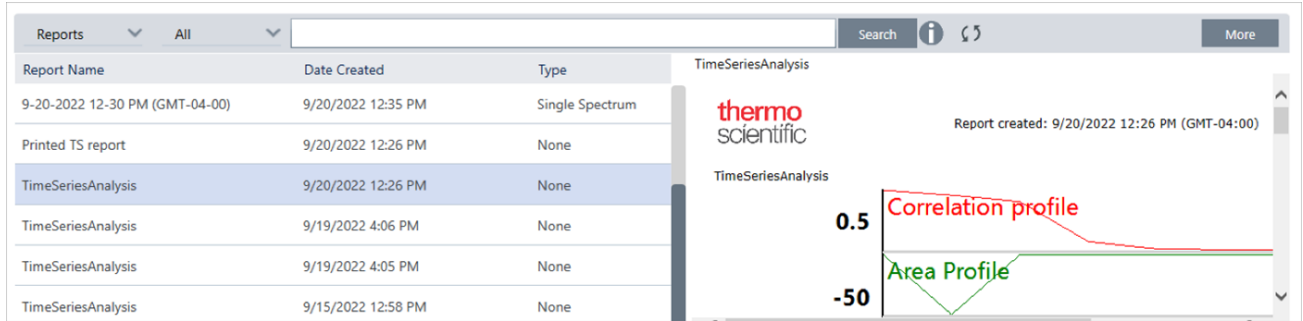 Reports All Search More
Report Name Date Created Type
9-20-2022 12-30 PM (GMT-04-00) 9/20/2022 12:35 PM Single Spectrum
Printed TS report 9/20/2022 12:26 PM None
TimeSeriesAnalysis 9/20/2022 12:26 PM None
TimeSeriesAnalysis 9/19/2022 4:06 PM None
TimeSeriesAnalysis 9/19/2022 4:05 PM None
TimeSeriesAnalysis 9/15/2022 12:58 PM None
TimeSeriesAnalysis
thermo
scientific
Report created: 9/20/2022 12:26 PM (GMT-04:00)
TimeSeriesAnalysis
Correlation profile
0.5
Area Profile
-50